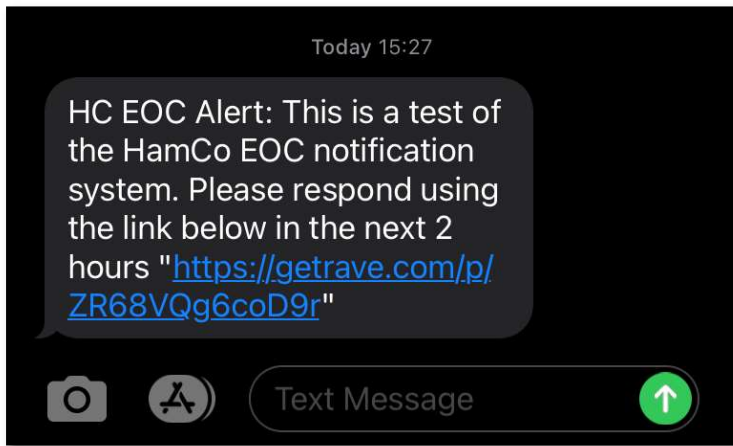 Today 15:27
HC EOC Alert: This is a test of
the HamCo EOC notification
system. Please respond using
the link below in the next 2
hours "https://getrave.com/p/
ZR68VQg6coD9r"
Text Message